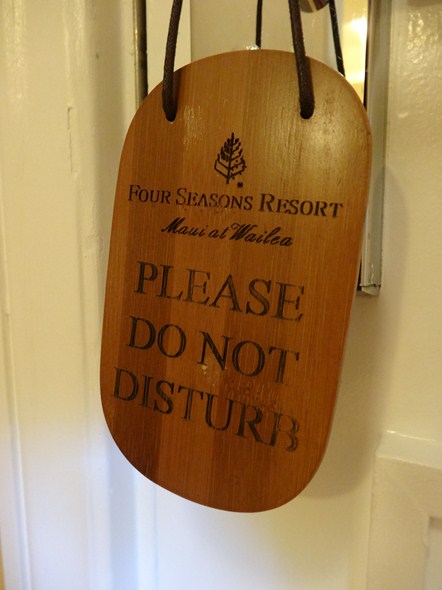 FOUR SEASONS RESORT
Maui at Wailea
PLEASE
DO NOT
DISTURB